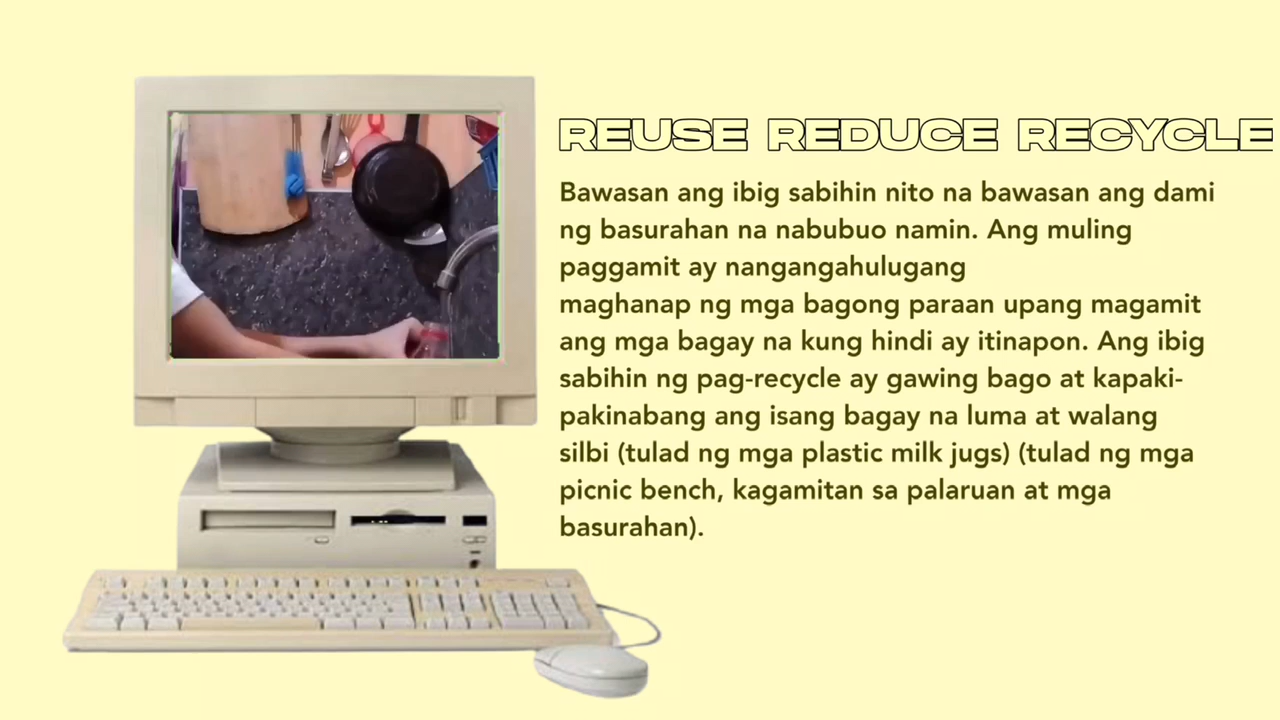 REUSE REDUCE RECYCLE
Bawasan ang ibig sabihin nito na bawasan ang dami
ng basurahan na nabubuo namin. Ang muling
paggamit ay nangangahulugang
maghanap ng mga bagong paraan upang magamit
ang mga bagay na kung hindi ay itinapon. Ang ibig
sabihin ng pag-recycle ay gawing bago at kapaki-
pakinabang ang isang bagay na luma at walang
silbi (tulad ng mga plastic milk jugs) (tulad ng mga
picnic bench, kagamitan sa palaruan at mga
basurahan).